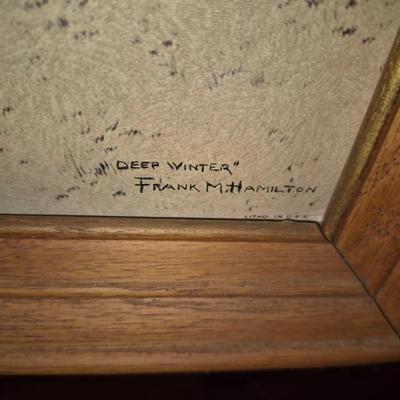 "DEEP WINTER"
FRANK M. HAMILTON
LITHO. IN U.S.A.